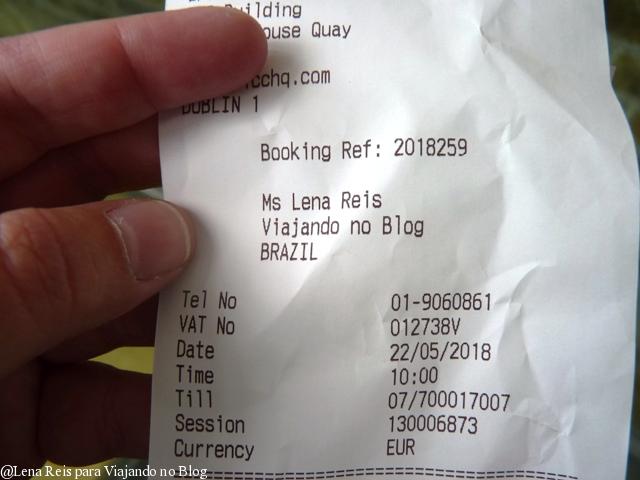 Building
ouse Quay
cchq.com
DUBLIN 1
Booking Ref: 2018259
Ms Lena Reis
Viajando no Blog
BRAZIL
Tel No 01-9060861
VAT No 012738V
Date 22/05/2018
Time 10:00
Till 07/700017007
Session 130006873
Currency EUR
@Lena Reis para Viajando no Blog